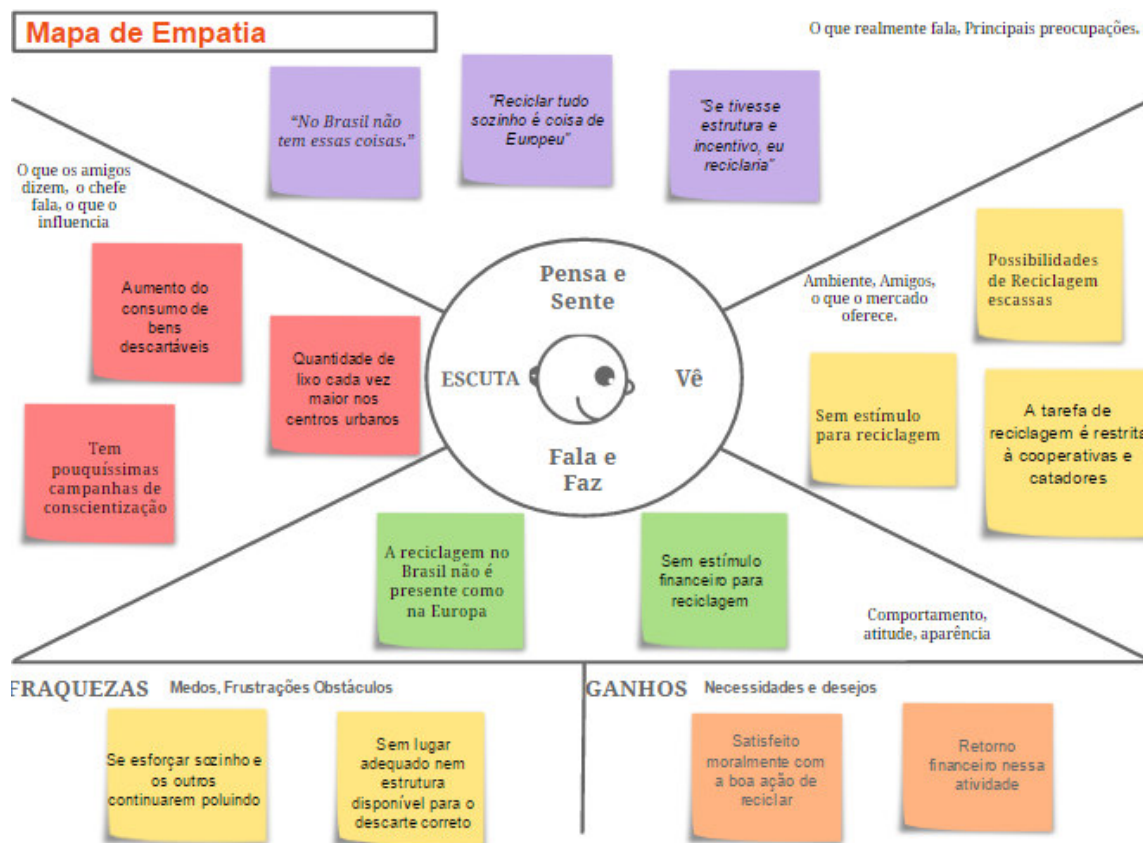 Mapa de Empatia
O que realmente fala, Principais preocupações.
“No Brasil não
tem essas coisas.”
"Reciclar tudo
sozinho é coisa de
Europeu"
"Se tivesse
estrutura e
incentivo, eu
reciclaria"
O que os amigos
dizem, o chefe
fala, o que o
influencia
Aumento do
consumo de
bens
descartáveis
Quantidade de
lixo cada vez
maior nos
centros urbanos
Tem
pouquíssimas
campanhas de
conscientização
Pensa e
Sente
ESCUTA
Vê
Fala e
Faz
Ambiente, Amigos,
o que o mercado
oferece.
Possibilidades
de Reciclagem
escassas
Sem estímulo
para reciclagem
A tarefa de
reciclagem é restrita
à cooperativas e
catadores
A reciclagem no
Brasil não é
presente como
na Europa
Sem estímulo
financeiro para
reciclagem
Comportamento,
atitude, aparência
FRAQUEZAS Medos, Frustrações Obstáculos
Se esforçar sozinho e
os outros
continuarem poluindo
Sem lugar
adequado nem
estrutura
disponível para o
descarte correto
GANHOS Necessidades e desejos
Satisfeito
moralmente com
a boa ação de
reciclar
Retorno
financeiro nessa
atividade